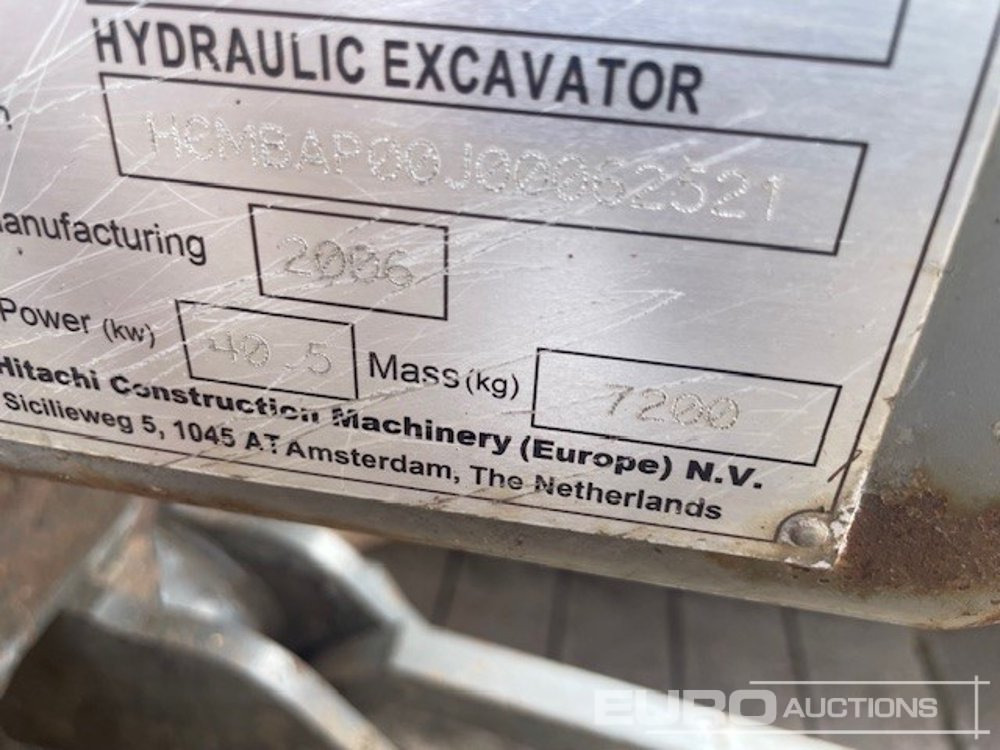 HYDRAULIC EXCAVATOR
HCMBAP00J00062521
anufacturing 2006
Power (kw) 40.5 Mass (kg) 7200
Hitachi Construction Machinery (Europe) N.V.
Sicilieweg 5, 1045 AT Amsterdam, The Netherlands
EURO AUCTIONS